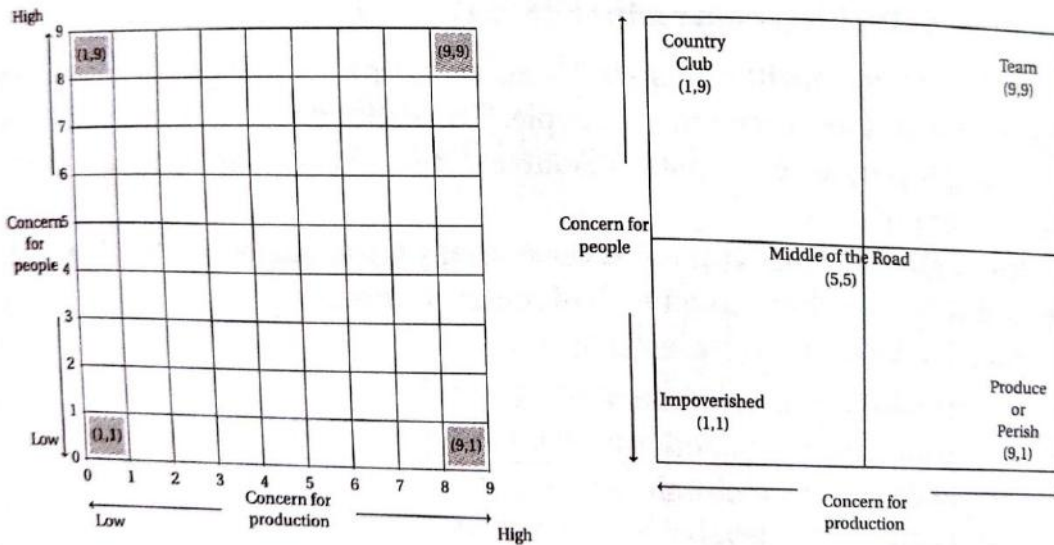 High
9
(1,9)
(9,9)
8
7
6
Concern
5
for
people
4
3
2
1
Low
0
(1,1)
(9,1)
0 1 2 3 4 5 6 7 8 9
Concern for
production
Low
High
Country
Club
(1,9)
Team
(9,9)
Concern for
people
Middle of the Road
(5,5)
Impoverished
(1,1)
Produce
or
Perish
(9,1)
Concern for
production